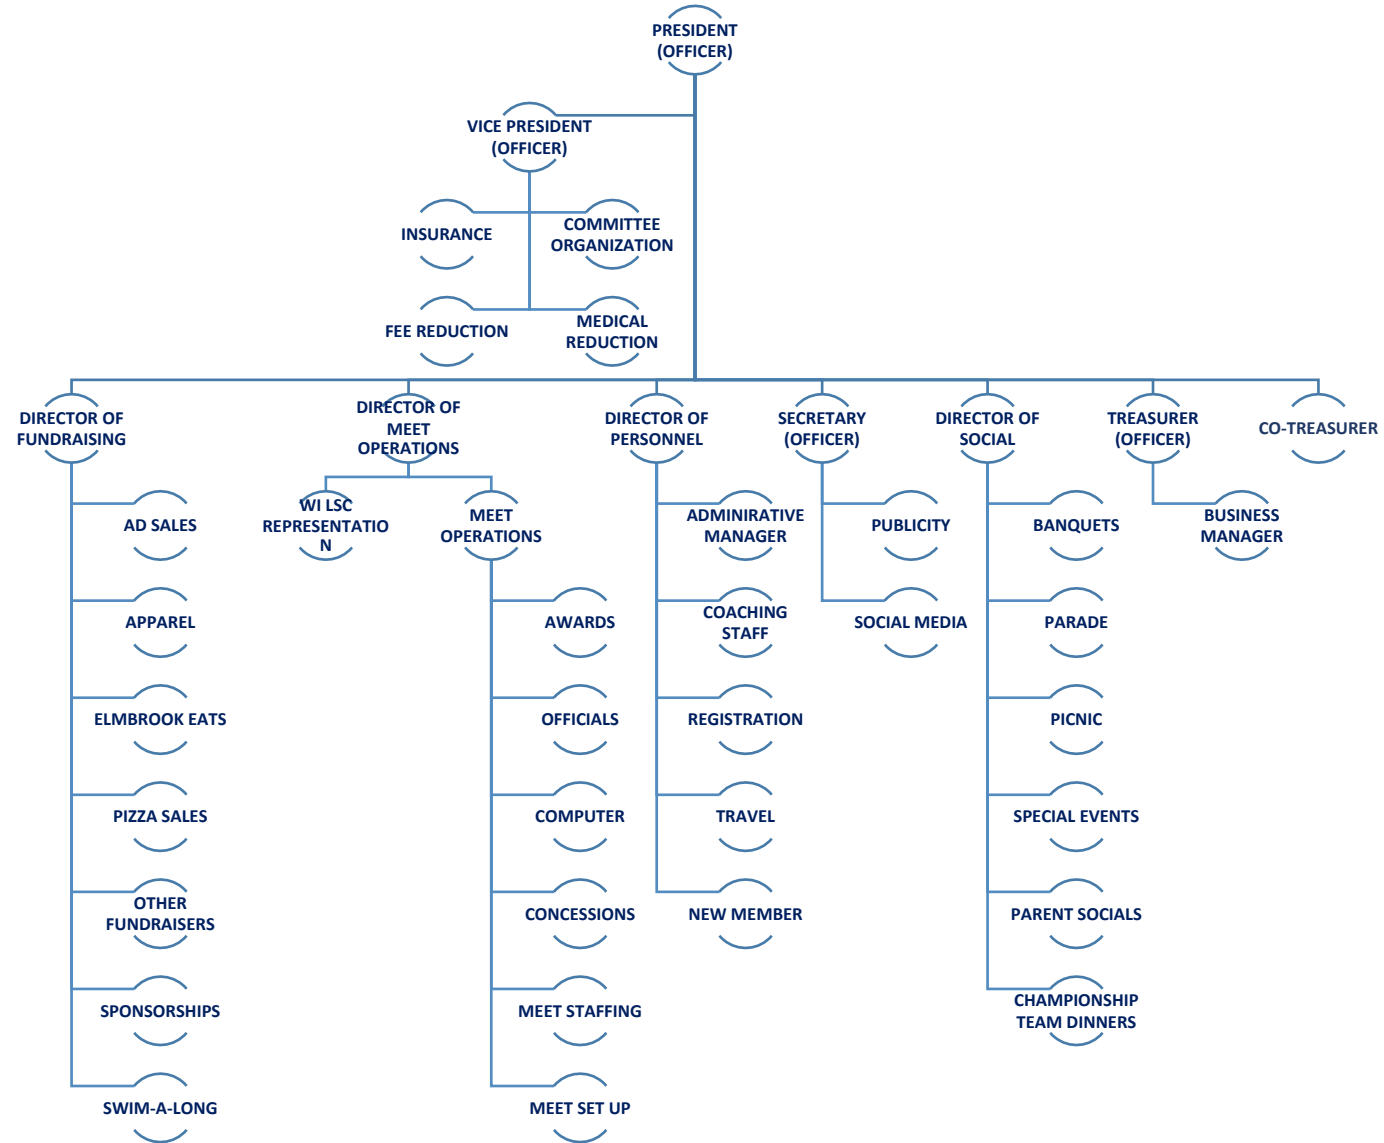 PRESIDENT
(OFFICER)
VICE PRESIDENT
(OFFICER)
INSURANCE
COMMITTEE
ORGANIZATION
FEE REDUCTION
MEDICAL
REDUCTION
DIRECTOR OF
FUNDRAISING
AD SALES
APPAREL
ELMBROOK EATS
PIZZA SALES
OTHER
FUNDRAISERS
SPONSORSHIPS
SWIM-A-LONG
DIRECTOR OF
MEET
OPERATIONS
WI LSC
REPRESENTATIO
N
MEET
OPERATIONS
AWARDS
OFFICIALS
COMPUTER
CONCESSIONS
MEET STAFFING
MEET SET UP
DIRECTOR OF
PERSONNEL
ADMINIRATIVE
MANAGER
COACHING
STAFF
REGISTRATION
TRAVEL
NEW MEMBER
SECRETARY
(OFFICER)
PUBLICITY
SOCIAL MEDIA
DIRECTOR OF
SOCIAL
BANQUETS
PARADE
PICNIC
SPECIAL EVENTS
PARENT SOCIALS
CHAMPIONSHIP
TEAM DINNERS
TREASURER
(OFFICER)
BUSINESS
MANAGER
CO-TREASURER